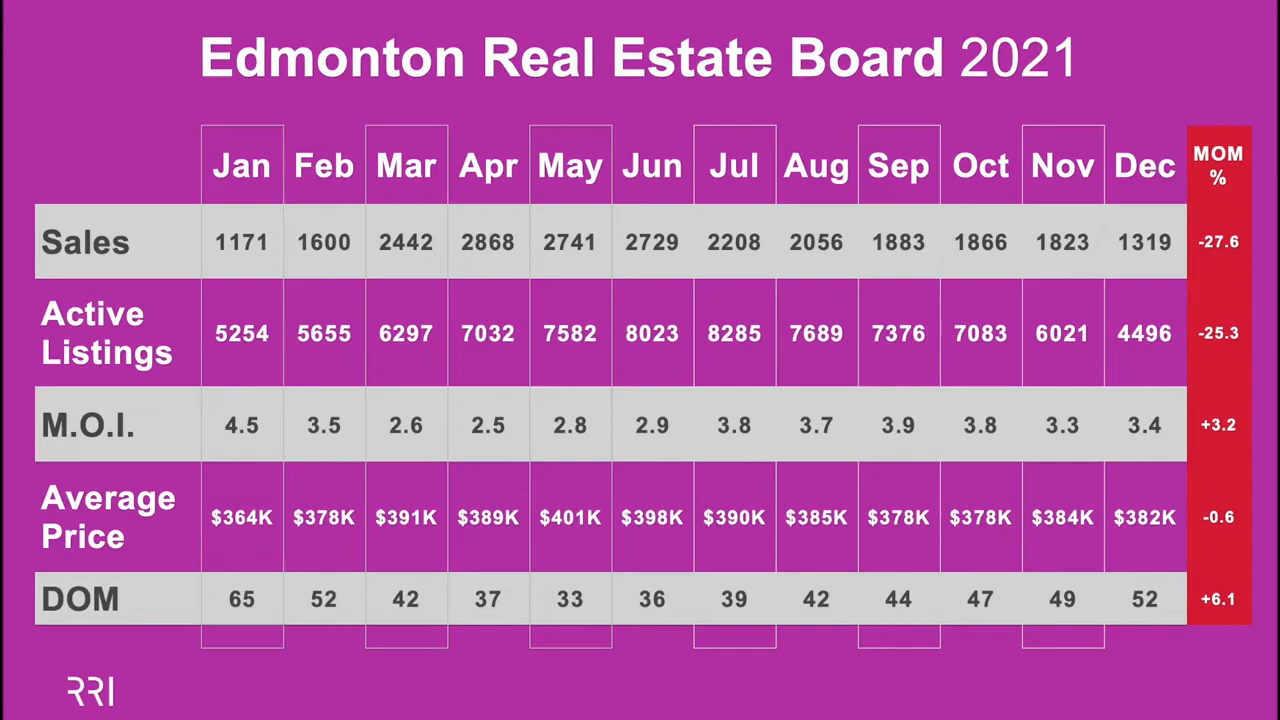 Edmonton Real Estate Board 2021
Jan Feb Mar Apr May Jun Jul Aug Sep Oct Nov Dec MOM %
Sales 1171 1600 2442 2868 2741 2729 2208 2056 1883 1866 1823 1319 -27.6
Active
Listings 5254 5655 6297 7032 7582 8023 8285 7689 7376 7083 6021 4496 -25.3
M.O.I. 4.5 3.5 2.6 2.5 2.8 2.9 3.8 3.7 3.9 3.8 3.3 3.4 +3.2
Average
Price $364K $378K $391K $389K $401K $398K $390K $385K $378K $378K $384K $382K -0.6
DOM 65 52 42 37 33 36 39 42 44 47 49 52 +6.1
RRI